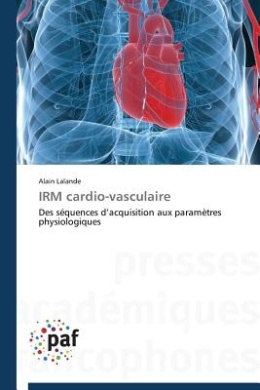 Alain Lalande
IRM cardio-vasculaire
Des séquences d'acquisition aux paramètres
physiologiques
presses
académiques
francophones
paf